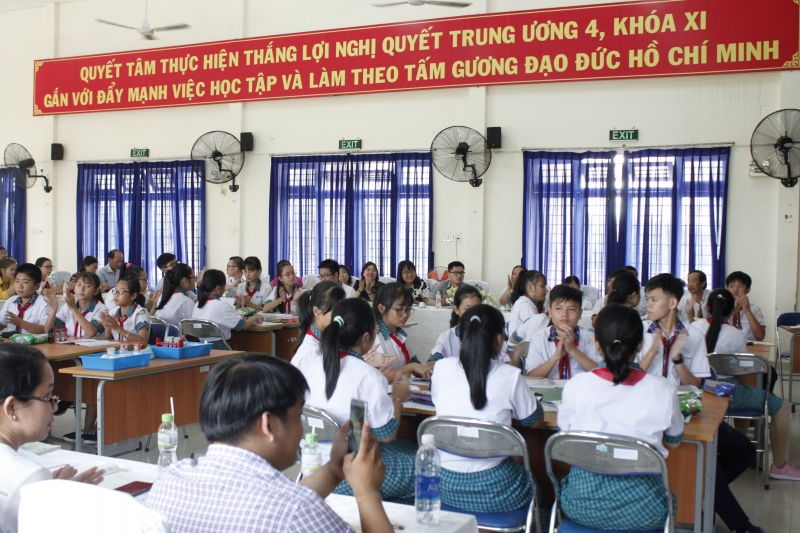 QUYẾT TÂM THỰC HIỆN THẮNG LỢI NGHỊ QUYẾT TRUNG ƯƠNG 4, KHÓA XI
GẮN VỚI ĐẨY MẠNH VIỆC HỌC TẬP VÀ LÀM THEO TẤM GƯƠNG ĐẠO ĐỨC HỒ CHÍ MINH
EXIT
EXIT
EXIT